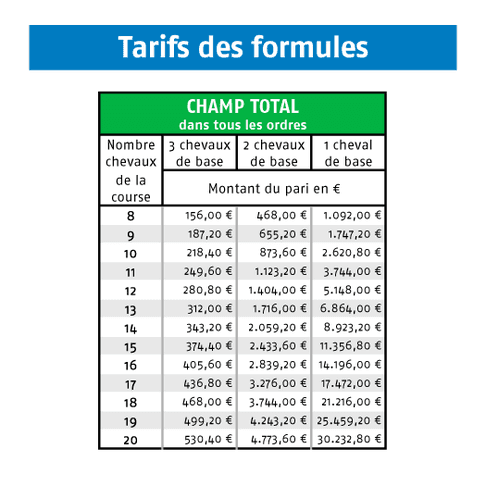 Tarifs des formules
CHAMP TOTAL
dans tous les ordres
Nombre chevaux de la course | 3 chevaux de base | 2 chevaux de base | 1 cheval de base
Montant du pari en €
8 156,00 € 468,00 € 1.092,00 €
9 187,20 € 655,20 € 1.747,20 €
10 218,40 € 873,60 € 2.620,80 €
11 249,60 € 1.123,20 € 3.744,00 €
12 280,80 € 1.404,00 € 5.148,00 €
13 312,00 € 1.716,00 € 6.864,00 €
14 343,20 € 2.059,20 € 8.923,20 €
15 374,40 € 2.433,60 € 11.356,80 €
16 405,60 € 2.839,20 € 14.196,00 €
17 436,80 € 3.276,00 € 17.472,00 €
18 468,00 € 3.744,00 € 21.216,00 €
19 499,20 € 4.243,20 € 25.459,20 €
20 530,40 € 4.773,60 € 30.232,80 €